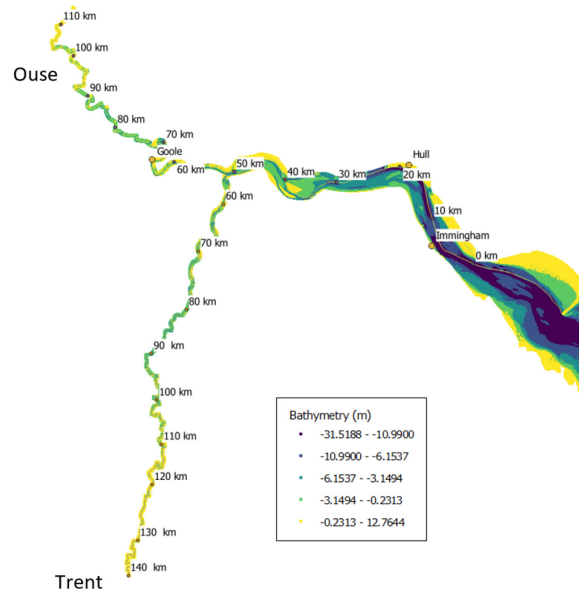 110 km
100 km
Ouse
90 km
80 km
70 km
Goole
60 km
50 km
40 km
30 km
Hull
20 km
10 km
Immingham
0 km
60 km
70 km
80 km
90 km
100 km
110 km
120 km
130 km
140 km
Trent
Bathymetry (m)
-31.5188 - -10.9900
-10.9900 - -6.1537
-6.1537 - -3.1494
-3.1494 - -0.2313
-0.2313 - 12.7644